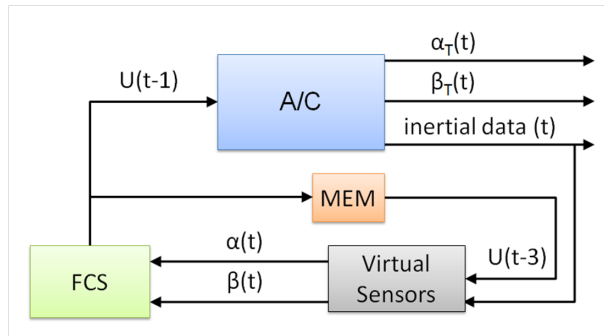 α_T(t)
U(t-1)
β_T(t)
A/C
inertial data (t)
MEM
α(t)
U(t-3)
Virtual
Sensors
FCS
β(t)